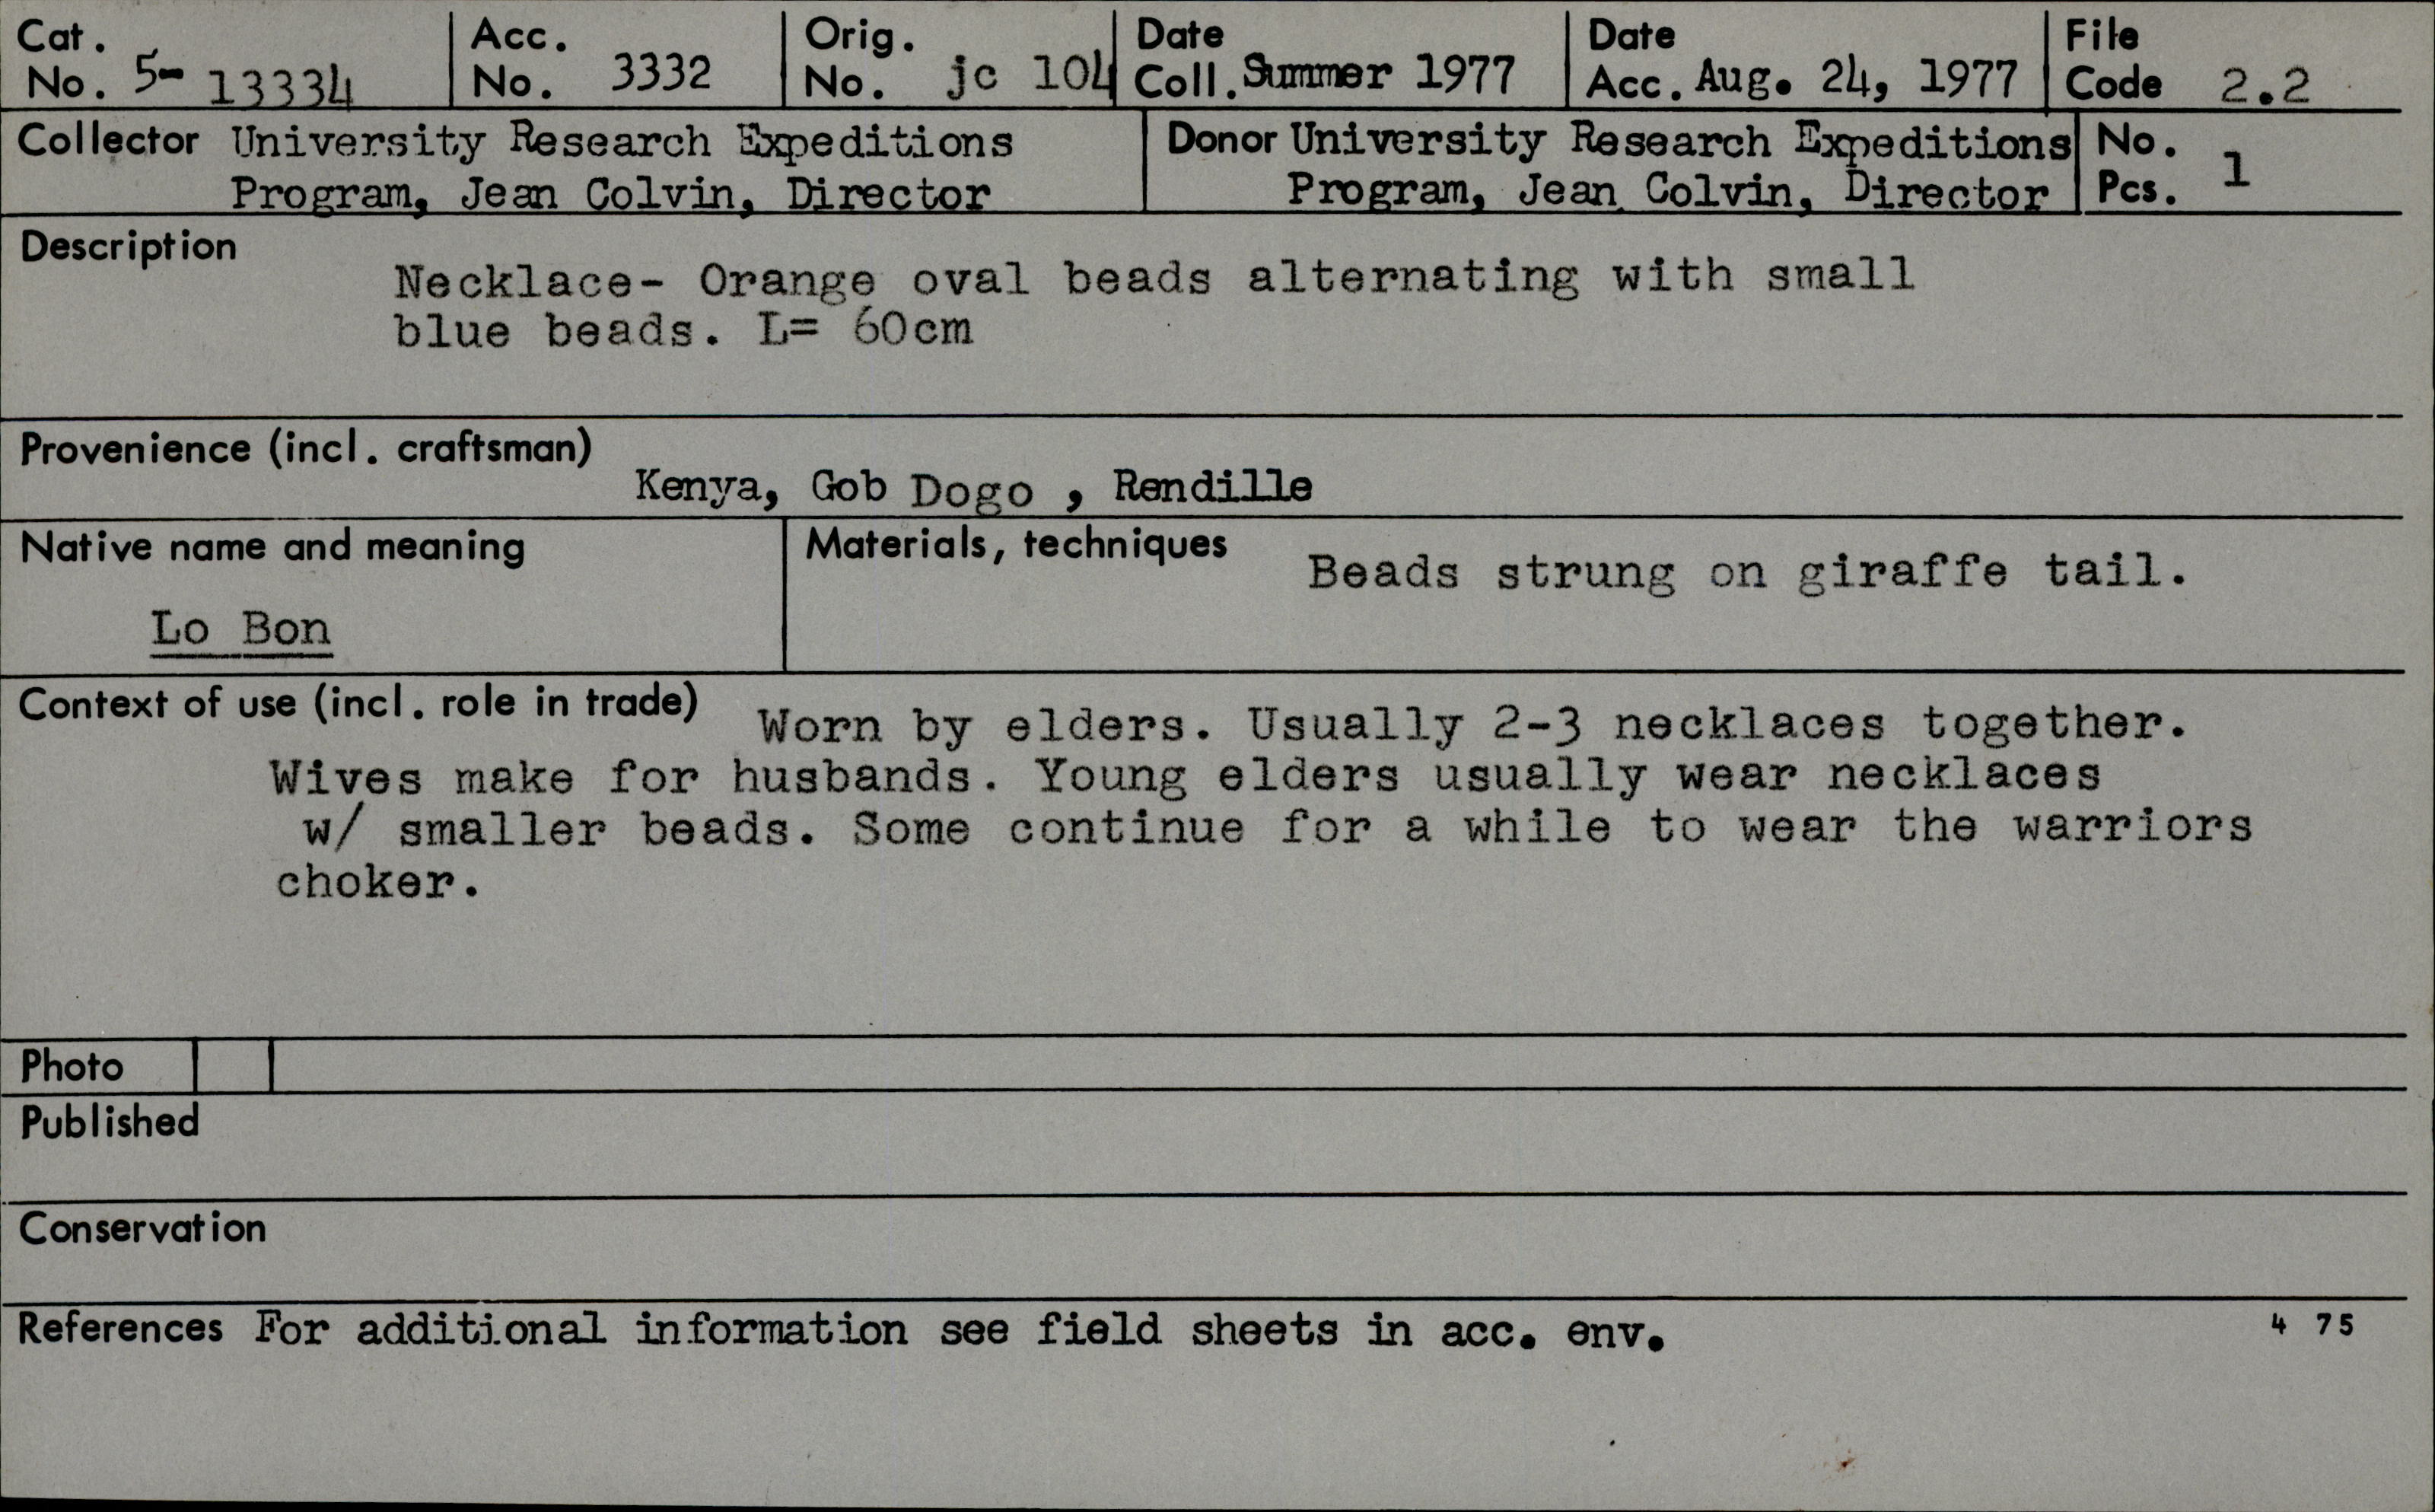 Cat. No. 5- 13334
Acc. No. 3332
Orig. No. jc 104
Date Coll. Summer 1977
Date Acc. Aug. 24, 1977
File Code 2.2
Collector University Research Expeditions
Program, Jean Colvin, Director
Donor University Research Expeditions
Program, Jean Colvin, Director
No. Pcs. 1
Description
Necklace- Orange oval beads alternating with small
blue beads. L= 60cm
Provenience (incl. craftsman)
Kenya, Gob Dogo , Rendille
Native name and meaning
Lo Bon
Materials, techniques
Beads strung on giraffe tail.
Context of use (incl. role in trade) Worn by elders. Usually 2-3 necklaces together.
Wives make for husbands. Young elders usually wear necklaces
w/ smaller beads. Some continue for a while to wear the warriors
choker.
Photo
Published
Conservation
References For additional information see field sheets in acc. env.
4 75